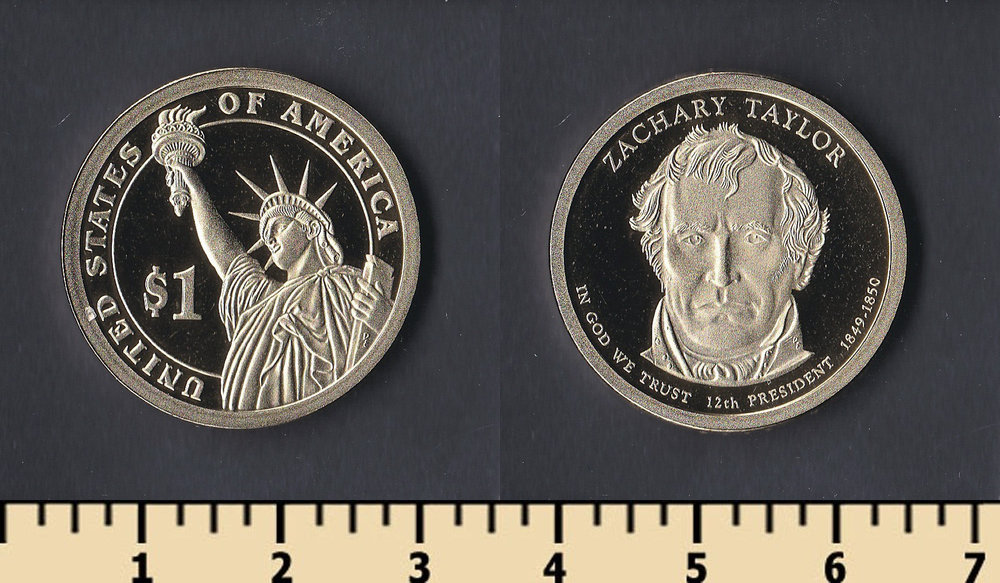 UNITED STATES OF AMERICA
$1
ZACHARY TAYLOR
IN GOD WE TRUST 12th PRESIDENT 1849-1850
1 2 3 4 5 6 7